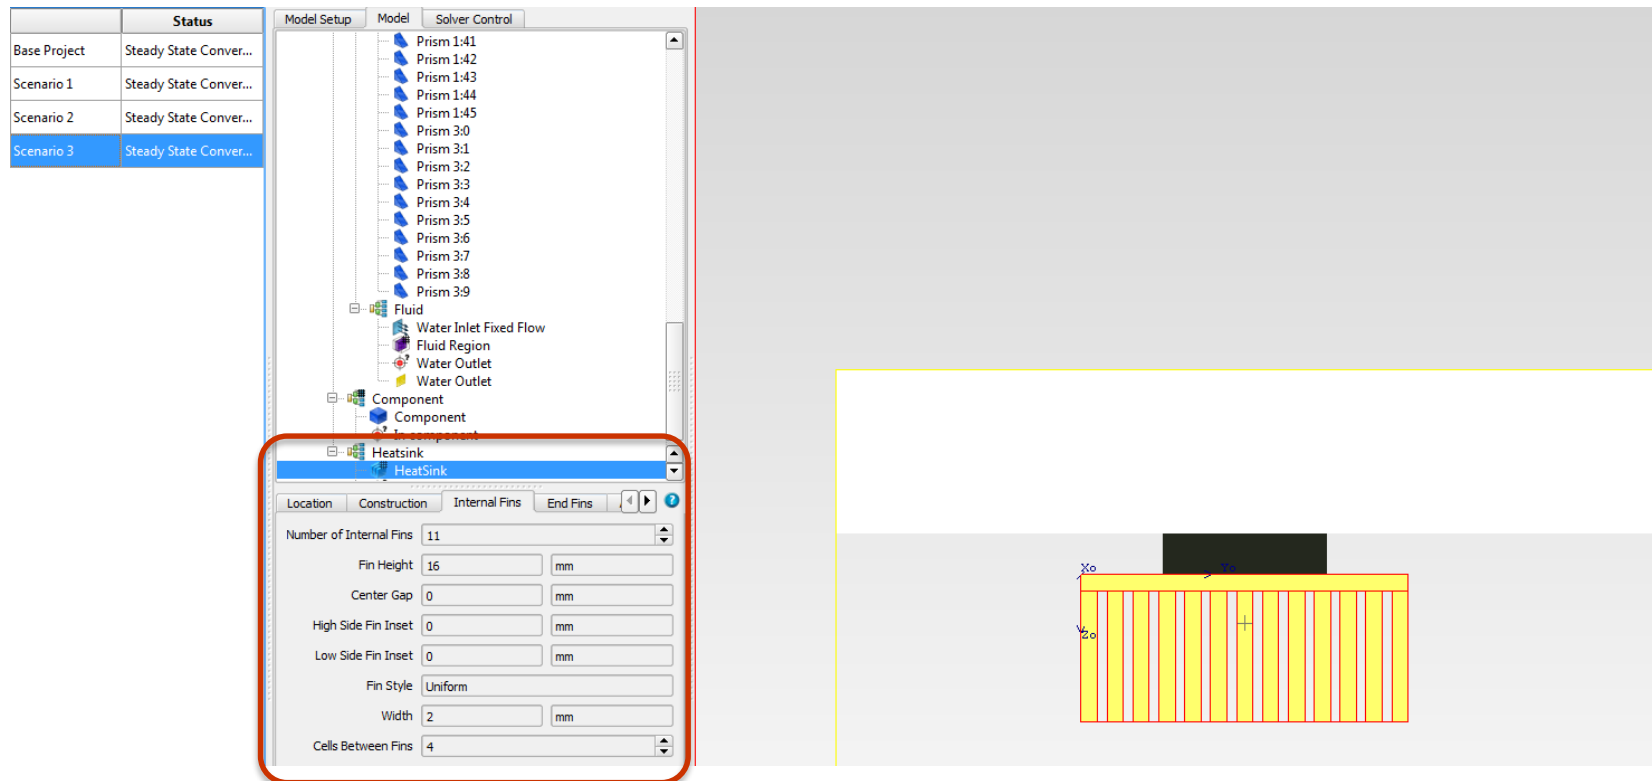 Status
Base Project Steady State Conver...
Scenario 1 Steady State Conver...
Scenario 2 Steady State Conver...
Scenario 3 Steady State Conver...
Model Setup Model Solver Control
Prism 1:41
Prism 1:42
Prism 1:43
Prism 1:44
Prism 1:45
Prism 3:0
Prism 3:1
Prism 3:2
Prism 3:3
Prism 3:4
Prism 3:5
Prism 3:6
Prism 3:7
Prism 3:8
Prism 3:9
Fluid
Water Inlet Fixed Flow
Fluid Region
Water Outlet
Water Outlet
Component
Component
In component
Heatsink
HeatSink
Location Construction Internal Fins End Fins
Number of Internal Fins 11
Fin Height 16 mm
Center Gap 0 mm
High Side Fin Inset 0 mm
Low Side Fin Inset 0 mm
Fin Style Uniform
Width 2 mm
Cells Between Fins 4
Xo Yo
Zo